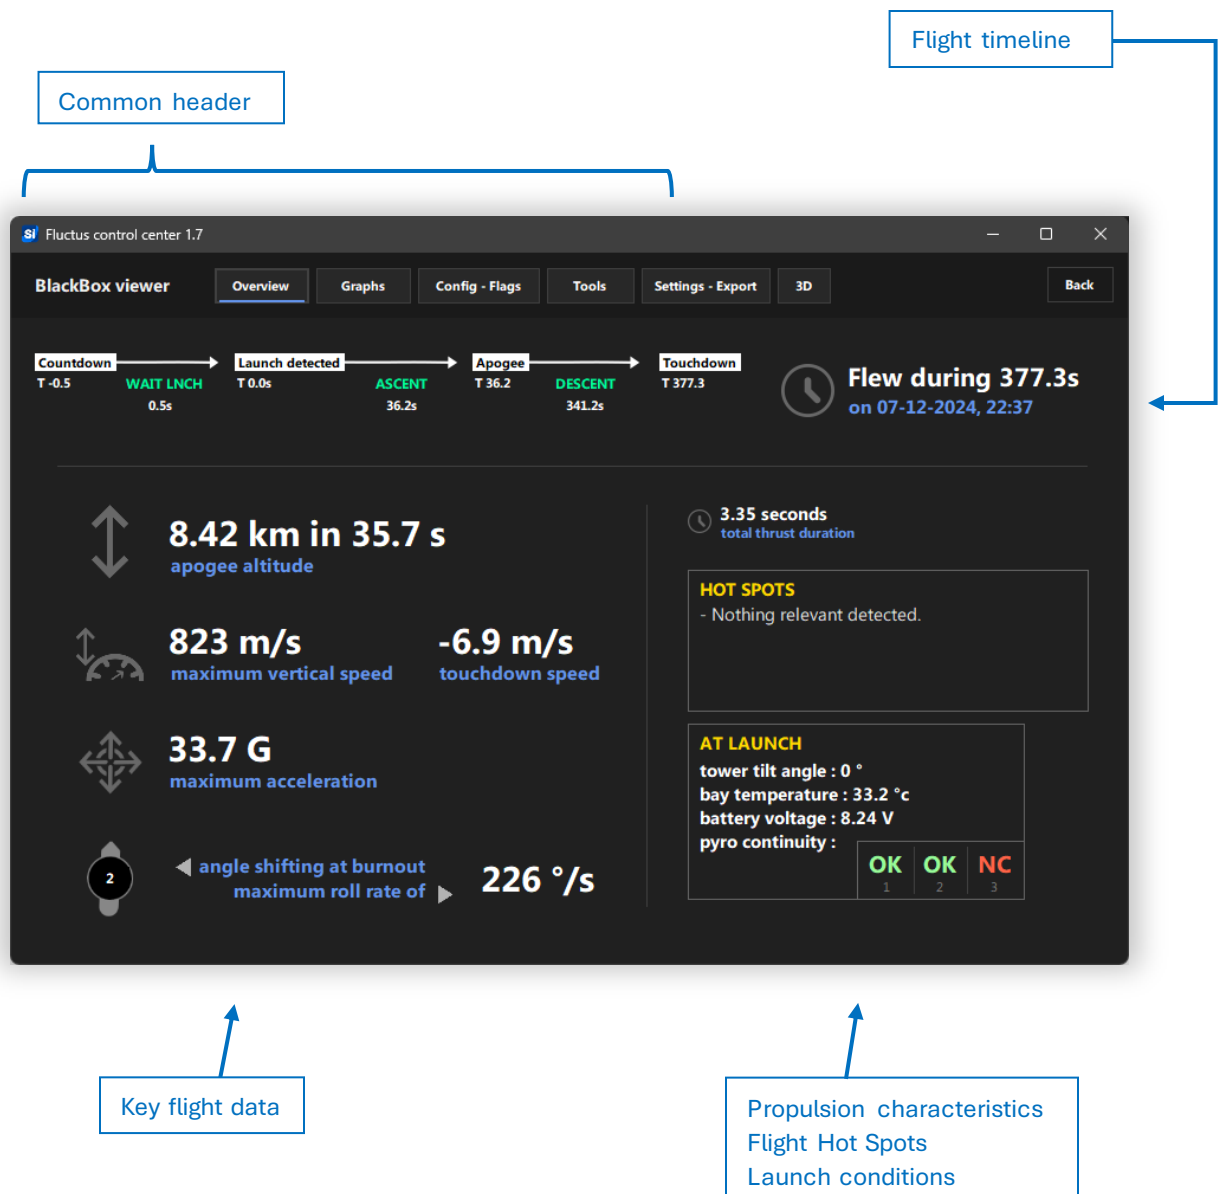 Flight timeline
Common header
Si Fluctus control center 1.7
BlackBox viewer Overview Graphs Config - Flags Tools Settings - Export 3D Back
Countdown Launch detected Apogee Touchdown
T -0.5 WAIT LNCH T 0.0s ASCENT T 36.2 DESCENT T 377.3
0.5s 36.2s 341.2s
Flew during 377.3s
on 07-12-2024, 22:37
8.42 km in 35.7 s
apogee altitude
823 m/s -6.9 m/s
maximum vertical speed touchdown speed
33.7 G
maximum acceleration
2
angle shifting at burnout
maximum roll rate of
226 °/s
3.35 seconds
total thrust duration
HOT SPOTS
- Nothing relevant detected.
AT LAUNCH
tower tilt angle : 0 °
bay temperature : 33.2 °c
battery voltage : 8.24 V
pyro continuity :
OK OK NC
1 2 3
Key flight data
Propulsion characteristics
Flight Hot Spots
Launch conditions